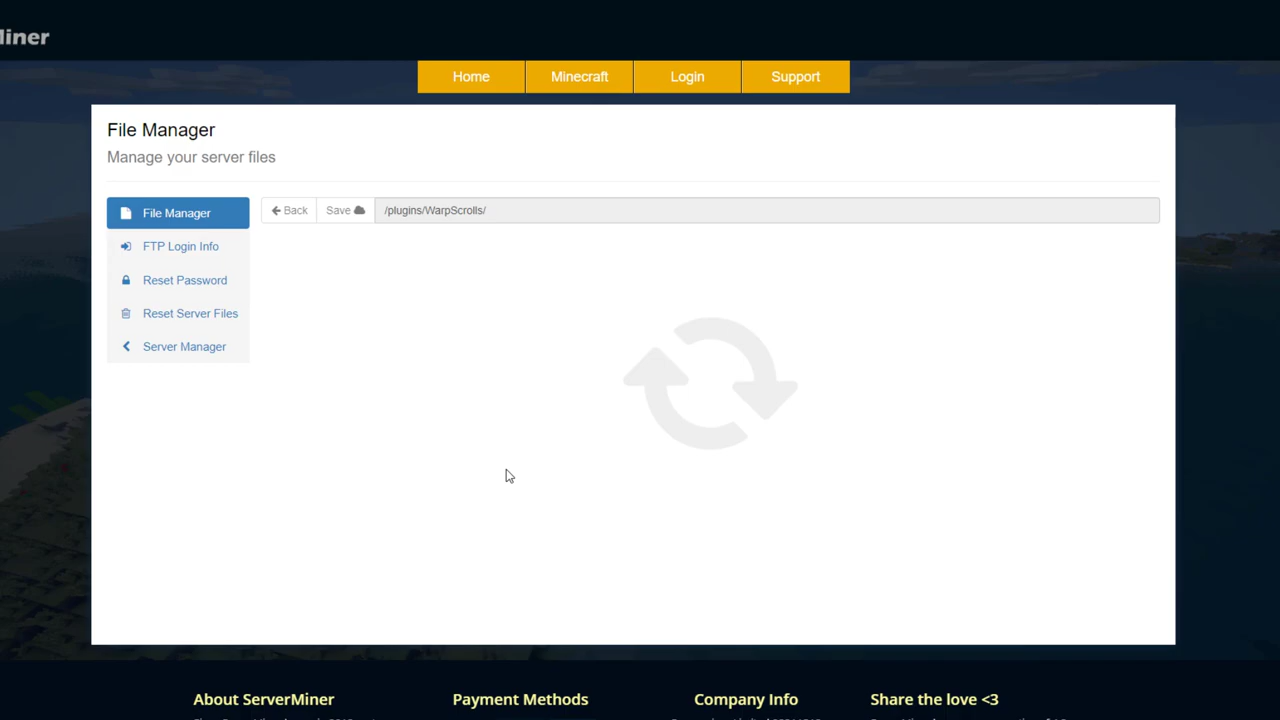 Miner
Home Minecraft Login Support
File Manager
Manage your server files
File Manager
Back Save /plugins/WarpScrolls/
FTP Login Info
Reset Password
Reset Server Files
Server Manager
About ServerMiner Payment Methods Company Info Share the love <3